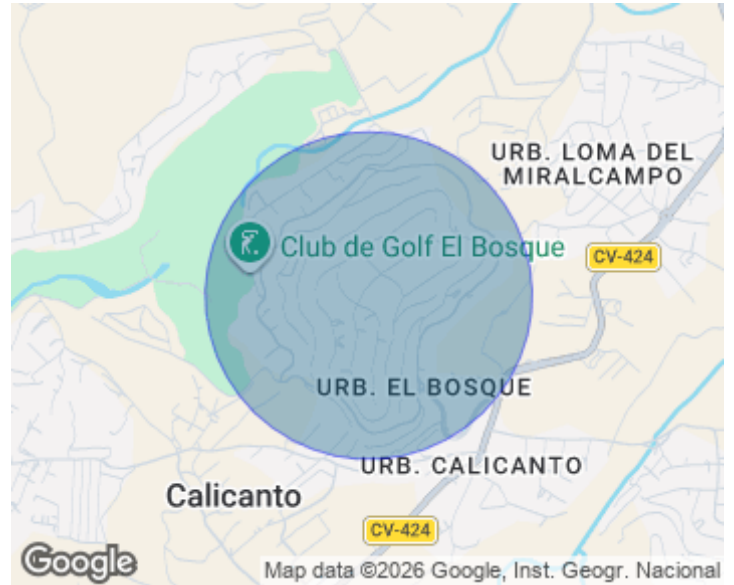 URB. LOMA DEL
MIRALCAMPO
Club de Golf El Bosque
CV-424
URB. EL BOSQUE
URB. CALICANTO
Calicanto
CV-424
Google
Map data ©2026 Google, Inst. Geogr. Nacional